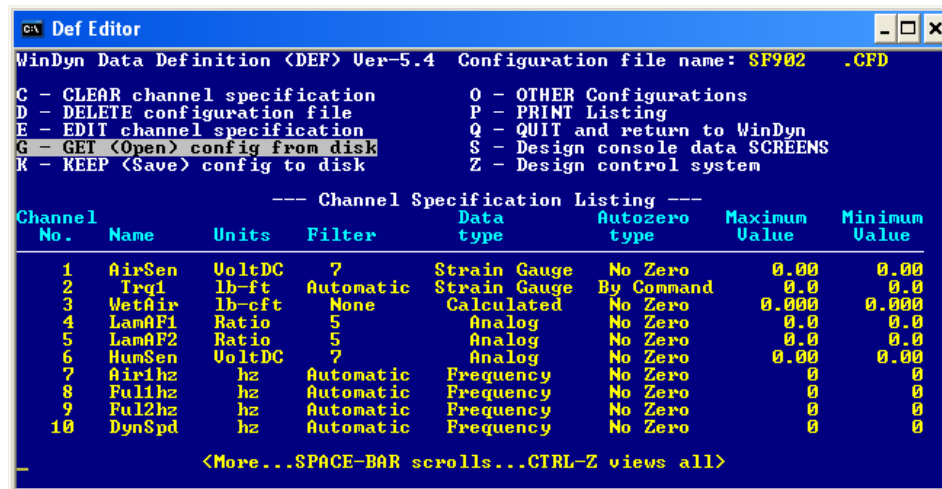 Def Editor
WinDyn Data Definition (DEF) Ver-5.4 Configuration file name: SF902 .CFD
C - CLEAR channel specification O - OTHER Configurations
D - DELETE configuration file P - PRINT Listing
E - EDIT channel specification Q - QUIT and return to WinDyn
G - GET (Open) config from disk S - Design console data SCREENS
K - KEEP (Save) config to disk Z - Design control system
--- Channel Specification Listing ---
Channel Data Autozero Maximum Minimum
No. Name Units Filter type type Value Value
1 AirSen VoltDC 7 Strain Gauge No Zero 0.00 0.00
2 Trq1 lb-ft Automatic Strain Gauge By Command 0.0 0.0
3 WetAir lb-cft None Calculated No Zero 0.000 0.000
4 LamAF1 Ratio 5 Analog No Zero 0.0 0.0
5 LamAF2 Ratio 5 Analog No Zero 0.0 0.0
6 HumSen VoltDC 7 Analog No Zero 0.00 0.00
7 Air1hz hz Automatic Frequency No Zero 0 0
8 Ful1hz hz Automatic Frequency No Zero 0 0
9 Ful2hz hz Automatic Frequency No Zero 0 0
10 DynSpd hz Automatic Frequency No Zero 0 0
<More...SPACE-BAR scrolls...CTRL-Z views all>